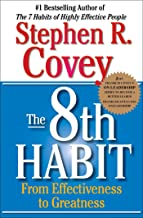 #1 Bestselling Author of
The 7 Habits of Highly Effective People
Stephen R.
Covey
The
8th
HABIT
From Effectiveness
to Greatness